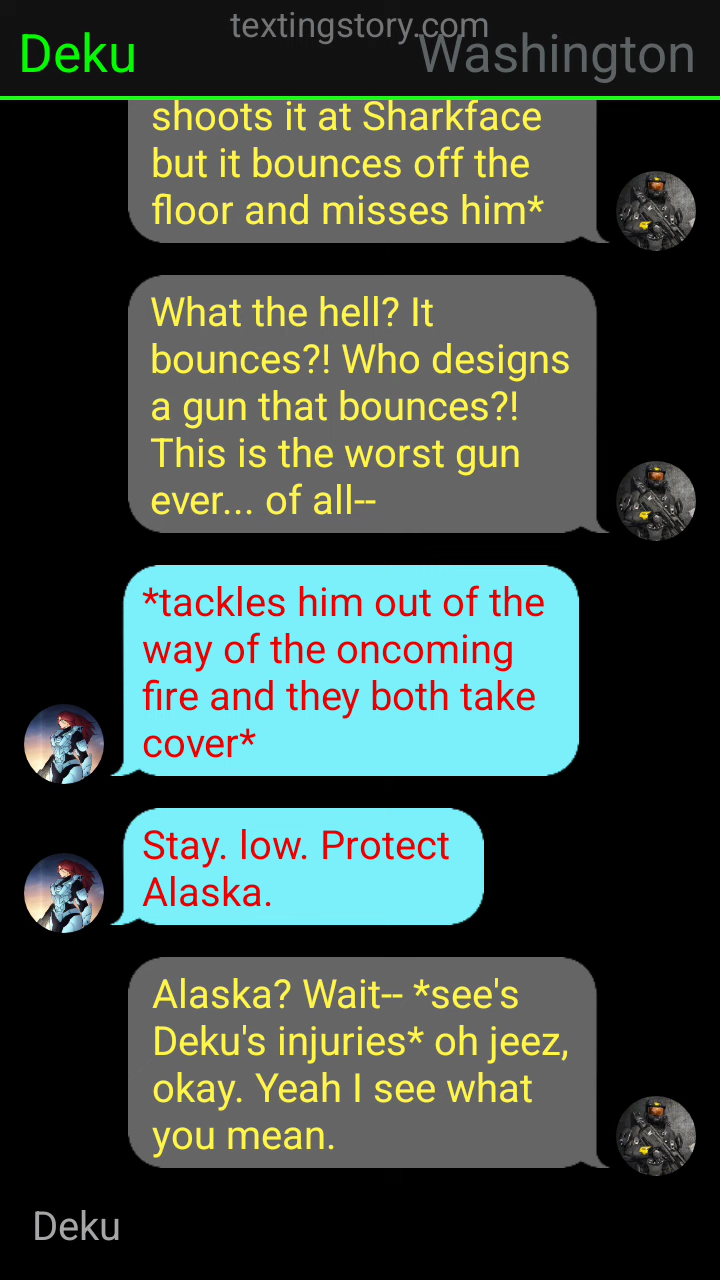 textingstory.com
Deku
Washington
shoots it at Sharkface
but it bounces off the
floor and misses him*
What the hell? It
bounces?! Who designs
a gun that bounces?!
This is the worst gun
ever... of all--
*tackles him out of the
way of the oncoming
fire and they both take
cover*
Stay. low. Protect
Alaska.
Alaska? Wait-- *see's
Deku's injuries* oh jeez,
okay. Yeah I see what
you mean.
Deku